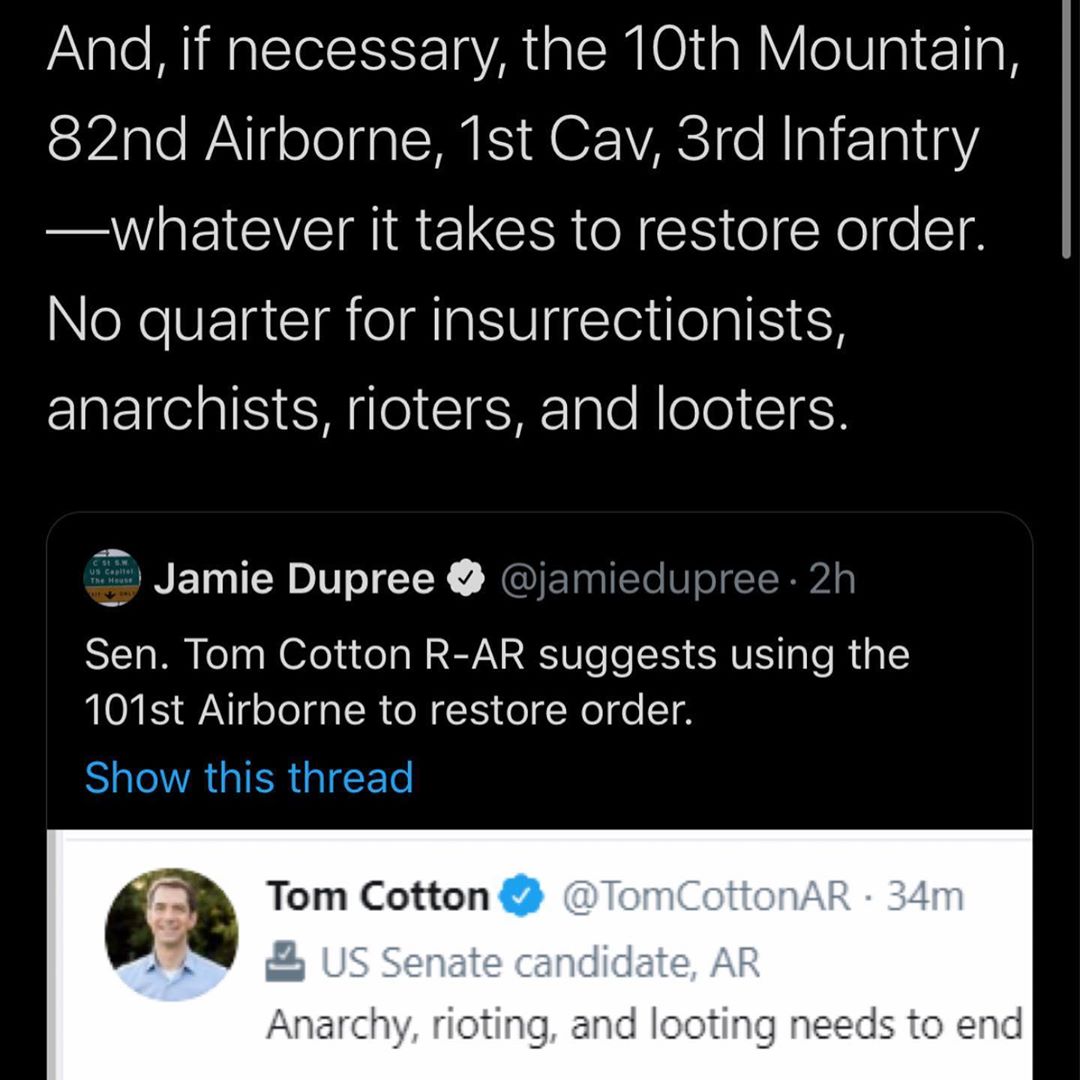 And, if necessary, the 10th Mountain,
82nd Airborne, 1st Cav, 3rd Infantry
—whatever it takes to restore order.
No quarter for insurrectionists,
anarchists, rioters, and looters.
C St S.W.
US Capitol
The House
Jamie Dupree @jamiedupree · 2h
Sen. Tom Cotton R-AR suggests using the
101st Airborne to restore order.
Show this thread
Tom Cotton @TomCottonAR · 34m
US Senate candidate, AR
Anarchy, rioting, and looting needs to end